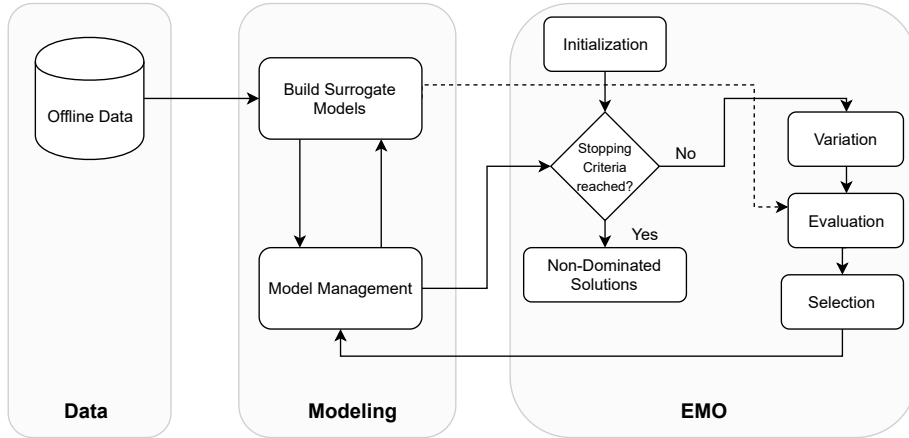 Offline Data
Data
Build Surrogate
Models
Model Management
Modeling
Initialization
Stopping
Criteria
reached?
No
Yes
Non-Dominated
Solutions
Variation
Evaluation
Selection
EMO